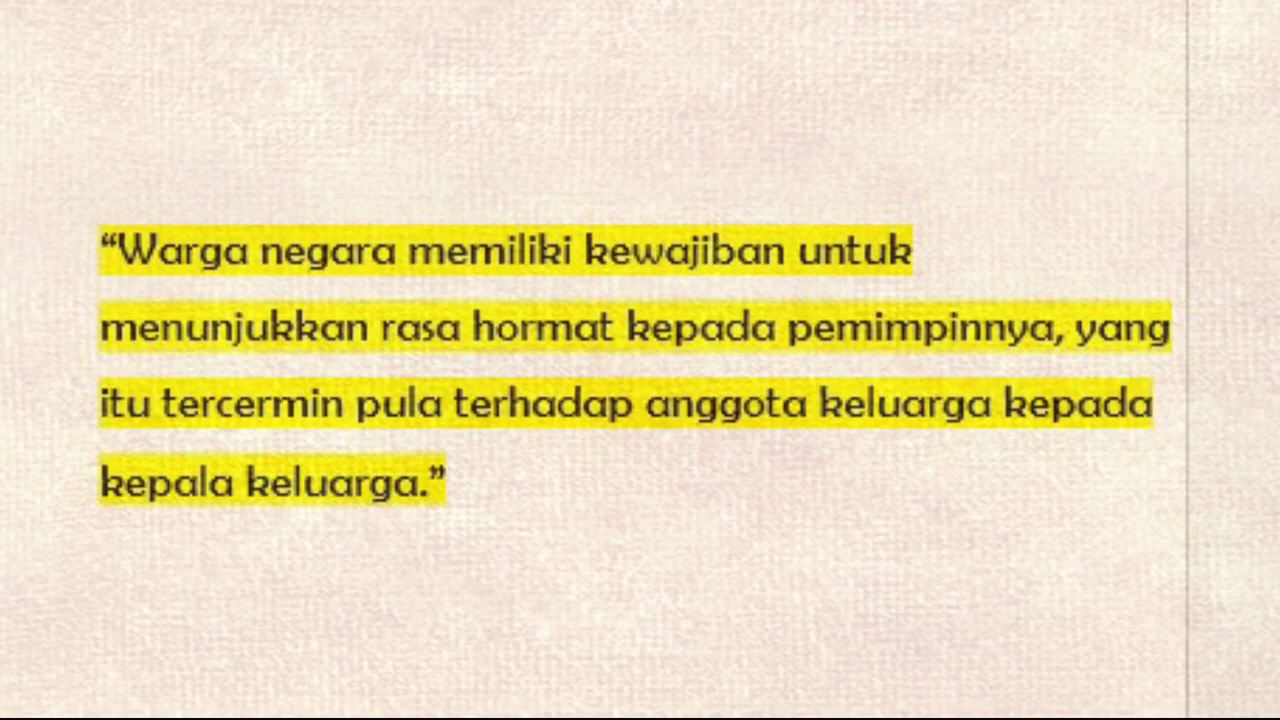 “Warga negara memiliki kewajiban untuk
menunjukkan rasa hormat kepada pemimpinnya, yang
itu tercermin pula terhadap anggota keluarga kepada
kepala keluarga.”